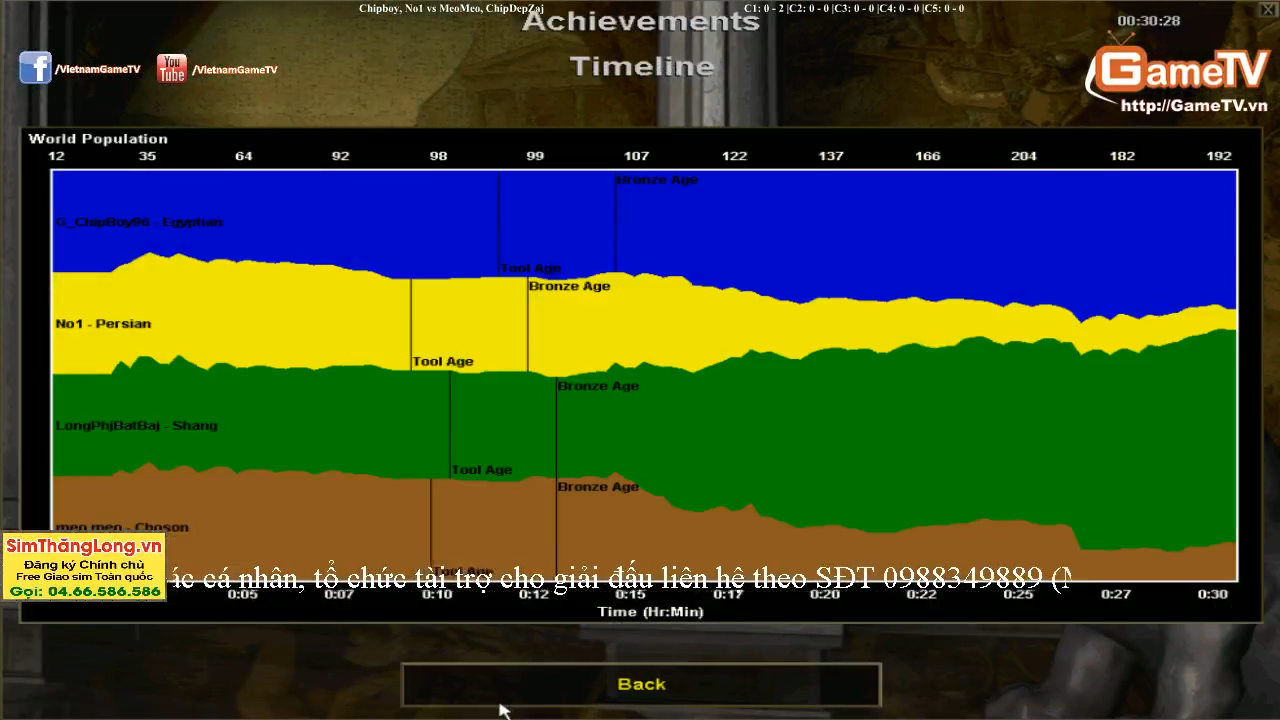 Chipboy, No1 vs MeoMeo, ChipDepZaj
C1: 0 - 2 |C2: 0 - 0 |C3: 0 - 0 |C4: 0 - 0 |C5: 0 - 0
Achievements
00:30:28
Timeline
/VietnamGameTV
You Tube /VietnamGameTV
GameTV
http://GameTV.vn
World Population
12 35 64 92 98 99 107 122 137 166 204 182 192
Bronze Age
G_ChipBoy96 - Egyptian
Tool Age
Bronze Age
No1 - Persian
Tool Age
Bronze Age
LongPhjBatBaj - Shang
Tool Age
Bronze Age
meo meo - Choson
Tool Age
SimThăngLong.vn
Đăng ký Chính chủ
Free Giao sim Toàn quốc
Gọi: 04.66.586.586
ác cá nhân, tổ chức tài trợ cho giải đấu liên hệ theo SĐT 0988349889 (
0:05 0:07 0:10 0:12 0:15 0:17 0:20 0:22 0:25 0:27 0:30
Time (Hr:Min)
Back